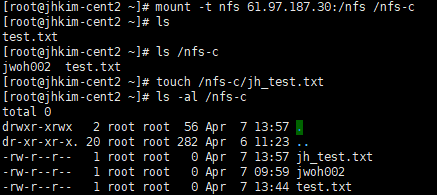 [root@jhkim-cent2 ~]# mount -t nfs 61.97.187.30:/nfs /nfs-c
[root@jhkim-cent2 ~]# ls
test.txt
[root@jhkim-cent2 ~]# ls /nfs-c
jwoh002  test.txt
[root@jhkim-cent2 ~]# touch /nfs-c/jh_test.txt
[root@jhkim-cent2 ~]# ls -al /nfs-c
total 0
drwxr-xrwx   2 root root  56 Apr  7 13:57 .
dr-xr-xr-x. 20 root root 282 Apr  6 11:23 ..
-rw-r--r--   1 root root   0 Apr  7 13:57 jh_test.txt
-rw-r--r--   1 root root   0 Apr  7 09:59 jwoh002
-rw-r--r--   1 root root   0 Apr  7 13:44 test.txt